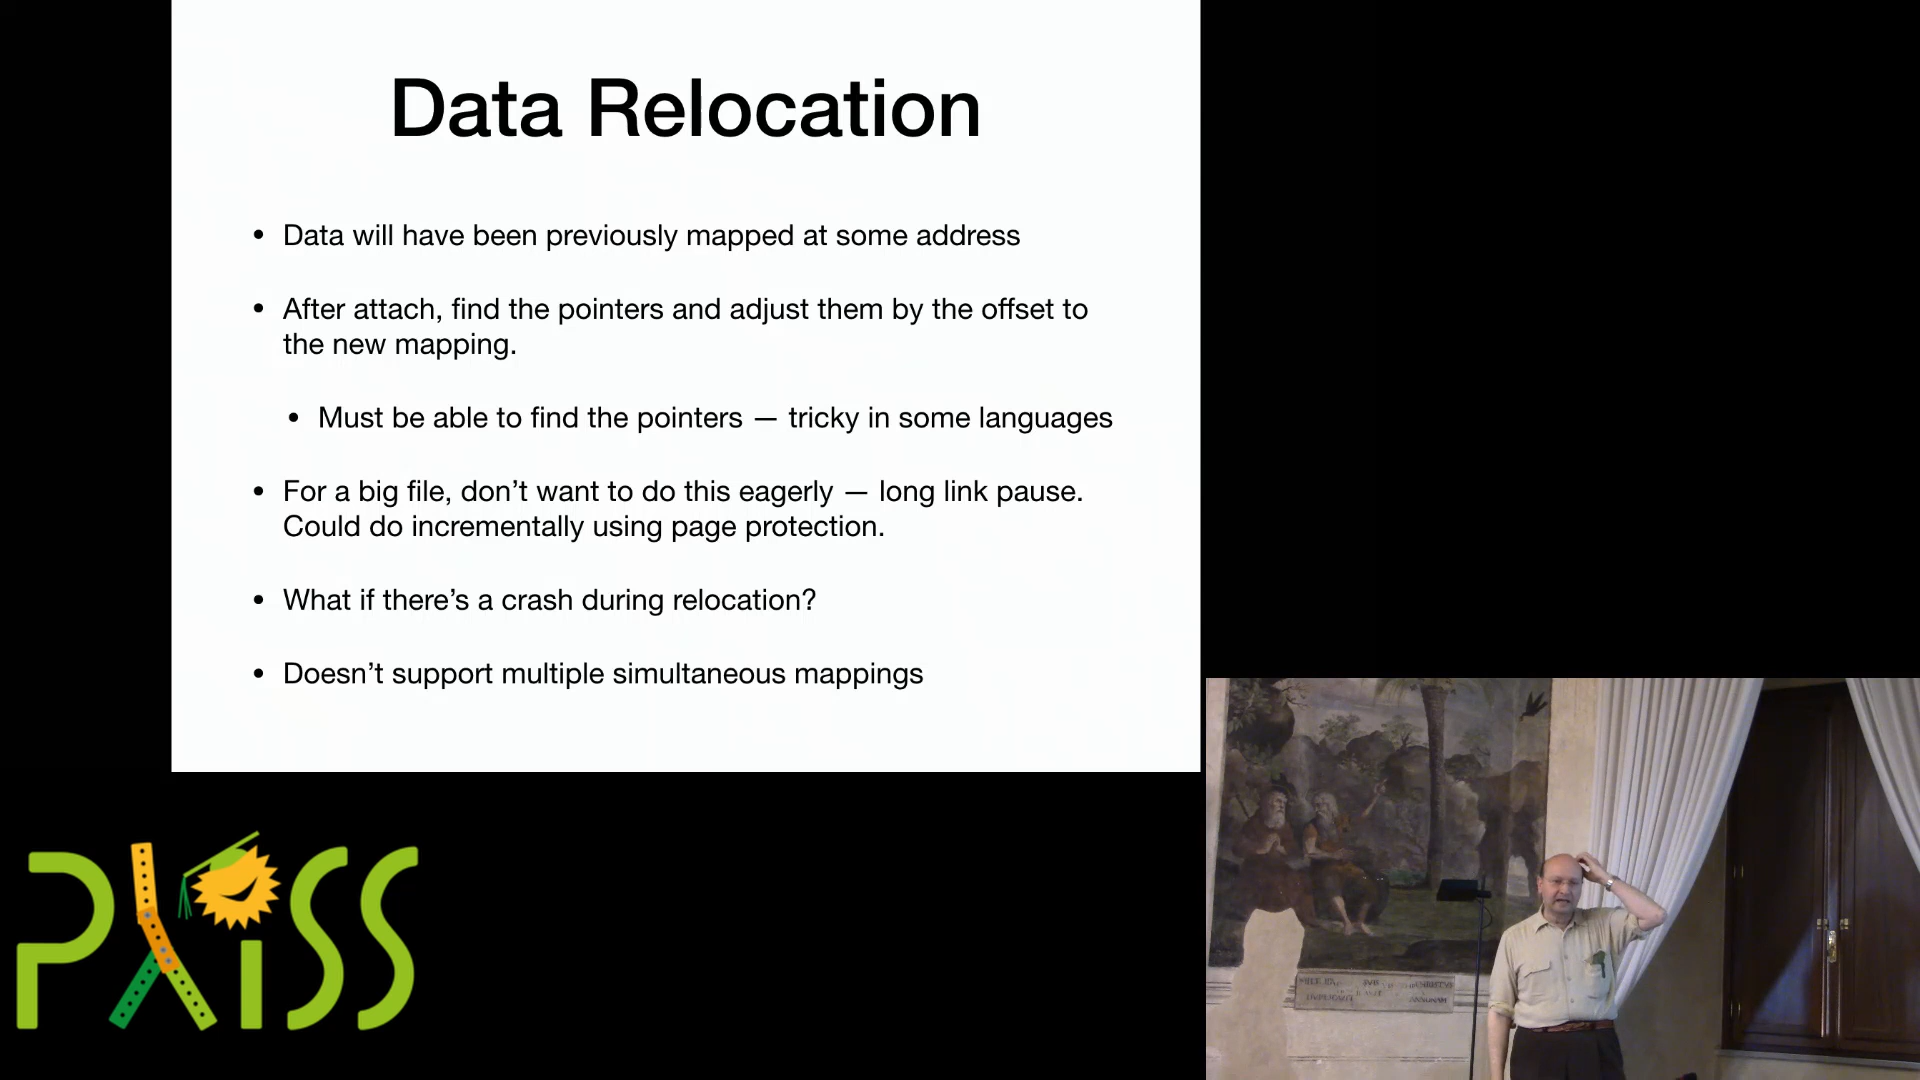 Data Relocation
• Data will have been previously mapped at some address
• After attach, find the pointers and adjust them by the offset to
the new mapping.
• Must be able to find the pointers — tricky in some languages
• For a big file, don’t want to do this eagerly — long link pause.
Could do incrementally using page protection.
• What if there’s a crash during relocation?
• Doesn’t support multiple simultaneous mappings
PLISS